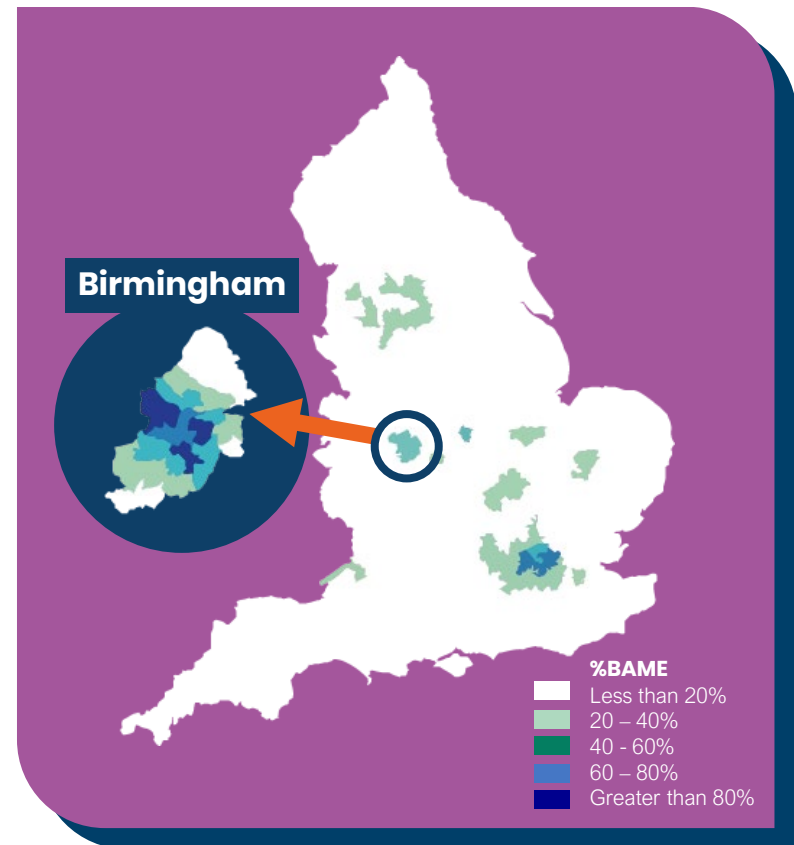 Birmingham
%BAME
Less than 20%
20 – 40%
40 - 60%
60 – 80%
Greater than 80%